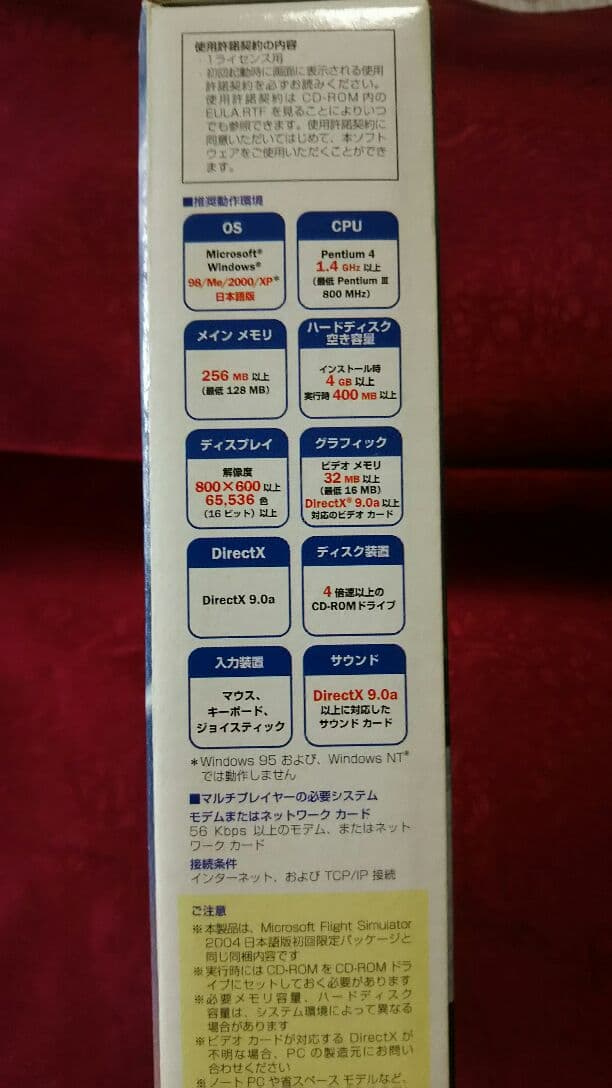 使用許諾契約の内容
・1ライセンス用
・初回起動時に画面に表示される使用
許諾契約を必ずお読みください。
使用許諾契約は CD-ROM 内の
EULA.RTF を見ることによりいつ
でも参照できます。使用許諾契約に
同意いただいてはじめて、本ソフト
ウェアをご使用いただくことができ
ます。
■推奨動作環境
OS
Microsoft®
Windows®
98/Me/2000/XP*
日本語版
CPU
Pentium 4
1.4 GHz 以上
(最低 Pentium III
800 MHz)
メイン メモリ
256 MB 以上
(最低 128 MB)
ハードディスク
空き容量
インストール時
4 GB 以上
実行時 400 MB 以上
ディスプレイ
解像度
800×600 以上
65,536 色
(16 ビット) 以上
グラフィック
ビデオ メモリ
32 MB 以上
(最低 16 MB)
DirectX® 9.0a 以上
対応のビデオ カード
DirectX
DirectX 9.0a
ディスク装置
4 倍速以上の
CD-ROM ドライブ
入力装置
マウス、
キーボード、
ジョイスティック
サウンド
DirectX 9.0a
以上に対応した
サウンド カード
*Windows 95 および、Windows NT®
では動作しません
■マルチプレイヤーの必要システム
モデムまたはネットワーク カード
56 Kbps 以上のモデム、またはネット
ワーク カード
接続条件
インターネット、および TCP/IP 接続
ご注意
※本製品は、Microsoft Flight Simulator
2004 日本語版初回限定パッケージと
同じ同梱内容です
※実行時には CD-ROM を CD-ROM ドラ
イブにセットしておく必要があります
※必要メモリ容量、ハードディスク
容量は、システム環境によって異なる
場合があります
※ビデオ カードが対応する DirectX が
不明な場合、PC の製造元にお問い
合わせください
※ノート PC や省スペース モデルなど、